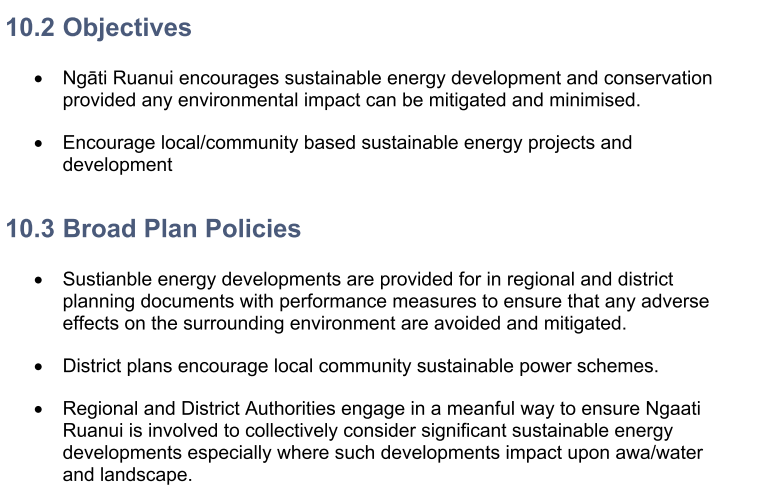 10.2 Objectives
• Ngāti Ruanui encourages sustainable energy development and conservation
provided any environmental impact can be mitigated and minimised.
• Encourage local/community based sustainable energy projects and
development
10.3 Broad Plan Policies
• Sustianble energy developments are provided for in regional and district
planning documents with performance measures to ensure that any adverse
effects on the surrounding environment are avoided and mitigated.
• District plans encourage local community sustainable power schemes.
• Regional and District Authorities engage in a meanful way to ensure Ngaati
Ruanui is involved to collectively consider significant sustainable energy
developments especially where such developments impact upon awa/water
and landscape.